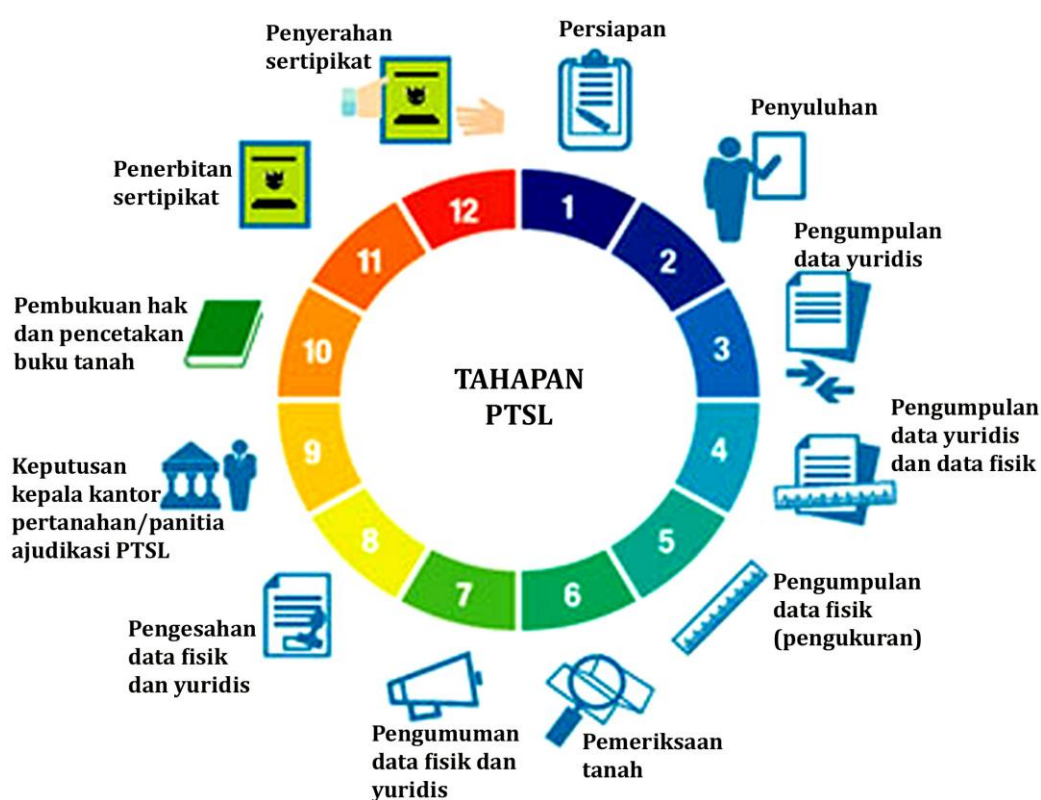 Persiapan
Penyuluhan
Pengumpulan
data yuridis
Pengumpulan
data yuridis
dan data fisik
Pengumpulan
data fisik
(pengukuran)
Pemeriksaan
tanah
Pengumuman
data fisik dan
yuridis
Pengesahan
data fisik
dan yuridis
Keputusan
kepala kantor
pertanahan/panitia
ajudikasi PTSL
Pembukuan hak
dan pencetakan
buku tanah
Penerbitan
sertipikat
Penyerahan
sertipikat
1
2
3
4
5
6
7
8
9
10
11
12
TAHAPAN
PTSL